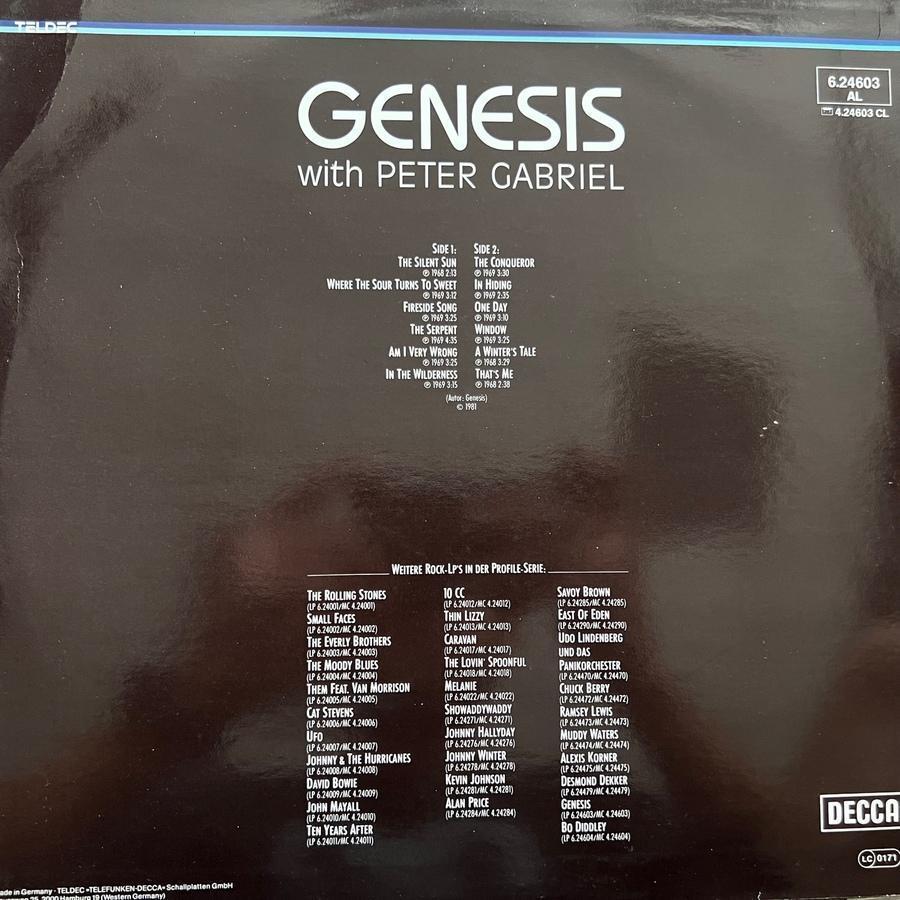 TELDEC
6.24603
AL
4.24603 CL
GENESIS
with PETER GABRIEL
SIDE 1:
THE SILENT SUN
℗ 1968 2:13
WHERE THE SOUR TURNS TO SWEET
℗ 1969 3:12
FIRESIDE SONG
℗ 1969 3:25
THE SERPENT
℗ 1969 4:35
AM I VERY WRONG
℗ 1969 3:25
IN THE WILDERNESS
℗ 1969 3:15
SIDE 2:
THE CONQUEROR
℗ 1969 3:30
IN HIDING
℗ 1969 2:35
ONE DAY
℗ 1969 3:10
WINDOW
℗ 1969 3:25
A WINTER'S TALE
℗ 1968 3:29
THAT'S ME
℗ 1968 2:38
(Autor: Genesis)
© 1981
WEITERE ROCK-LP'S IN DER PROFILE-SERIE:
THE ROLLING STONES
(LP 6.24001/MC 4.24001)
SMALL FACES
(LP 6.24002/MC 4.24002)
THE EVERLY BROTHERS
(LP 6.24003/MC 4.24003)
THE MOODY BLUES
(LP 6.24004/MC 4.24004)
THEM FEAT. VAN MORRISON
(LP 6.24005/MC 4.24005)
CAT STEVENS
(LP 6.24006/MC 4.24006)
UFO
(LP 6.24007/MC 4.24007)
JOHNNY & THE HURRICANES
(LP 6.24008/MC 4.24008)
DAVID BOWIE
(LP 6.24009/MC 4.24009)
JOHN MAYALL
(LP 6.24010/MC 4.24010)
TEN YEARS AFTER
(LP 6.24011/MC 4.24011)
10 CC
(LP 6.24012/MC 4.24012)
THIN LIZZY
(LP 6.24013/MC 4.24013)
CARAVAN
(LP 6.24017/MC 4.24017)
THE LOVIN' SPOONFUL
(LP 6.24018/MC 4.24018)
MELANIE
(LP 6.24022/MC 4.24022)
SHOWADDYWADDY
(LP 6.24271/MC 4.24271)
JOHNNY HALLYDAY
(LP 6.24276/MC 4.24276)
JOHNNY WINTER
(LP 6.24278/MC 4.24278)
KEVIN JOHNSON
(LP 6.24281/MC 4.24281)
ALAN PRICE
(LP 6.24284/MC 4.24284)
SAVOY BROWN
(LP 6.24285/MC 4.24285)
EAST OF EDEN
(LP 6.24290/MC 4.24290)
UDO LINDENBERG
UND DAS
PANIKORCHESTER
(LP 6.24470/MC 4.24470)
CHUCK BERRY
(LP 6.24472/MC 4.24472)
RAMSEY LEWIS
(LP 6.24473/MC 4.24473)
MUDDY WATERS
(LP 6.24474/MC 4.24474)
ALEXIS KORNER
(LP 6.24475/MC 4.24475)
DESMOND DEKKER
(LP 6.24479/MC 4.24479)
GENESIS
(LP 6.24603/MC 4.24603)
BO DIDDLEY
(LP 6.24604/MC 4.24604)
DECCA
LC 0171
ade in Germany · TELDEC »TELEFUNKEN-DECCA« Schallplatten GmbH
25, 2000 Hamburg 19 (Western Germany)